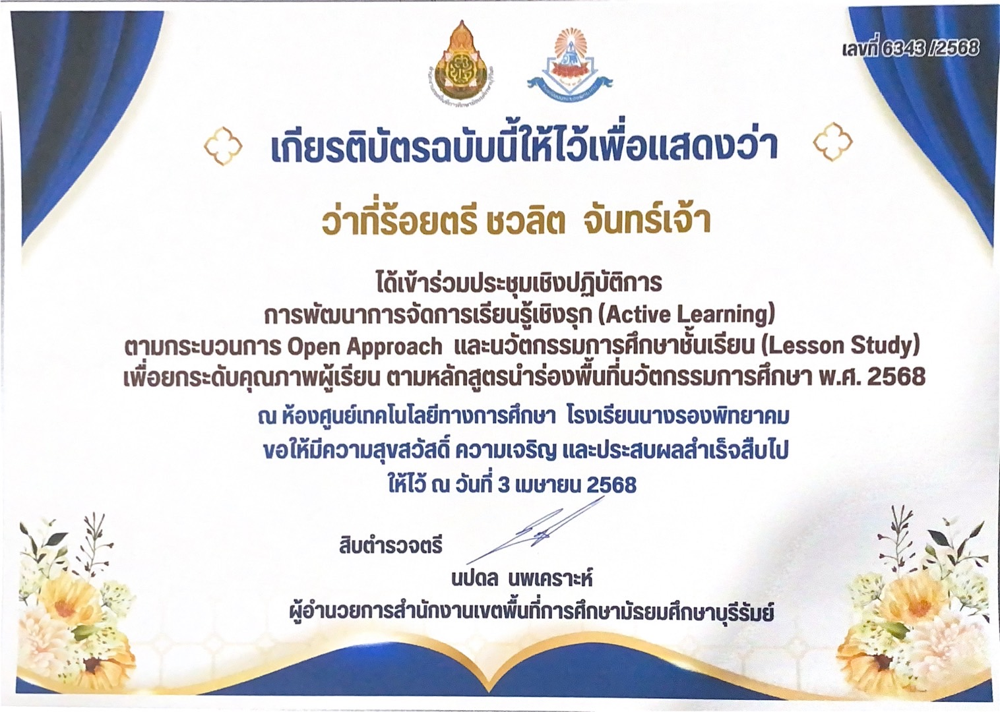 เลขที่ 6343 /2568
เกียรติบัตรฉบับนี้ให้ไว้เพื่อแสดงว่า
ว่าที่ร้อยตรี ชวลิต จันทร์เจ้า
ได้เข้าร่วมประชุมเชิงปฏิบัติการ
การพัฒนาการจัดการเรียนรู้เชิงรุก (Active Learning)
ตามกระบวนการ Open Approach และนวัตกรรมการศึกษาชั้นเรียน (Lesson Study)
เพื่อยกระดับคุณภาพผู้เรียน ตามหลักสูตรนำร่องพื้นที่นวัตกรรมการศึกษา พ.ศ. 2568
ณ ห้องศูนย์เทคโนโลยีทางการศึกษา โรงเรียนนางรองพิทยาคม
ขอให้มีความสุขสวัสดิ์ ความเจริญ และประสบผลสำเร็จสืบไป
ให้ไว้ ณ วันที่ 3 เมษายน 2568
สิบตำรวจตรี
นปดล นพเคราะห์
ผู้อำนวยการสำนักงานเขตพื้นที่การศึกษามัธยมศึกษาบุรีรัมย์